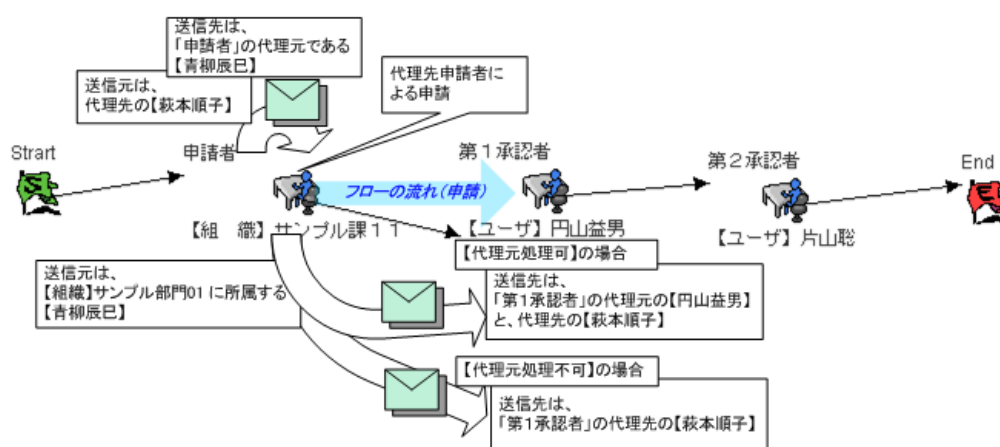 送信先は、
「申請者」の代理元である
【青柳辰巳】
送信元は、
代理先の【萩本順子】
代理先申請者に
よる申請
Strart
申請者
第1承認者
第2承認者
End
フローの流れ(申請)
【組　織】サンプル課11
【ユーザ】円山益男
【ユーザ】片山聡
【代理元処理可】の場合
送信元は、
【組織】サンプル部門01に所属する
【青柳辰巳】
送信先は、
「第1承認者」の代理元の【円山益男】
と、代理先の【萩本順子】
【代理元処理不可】の場合
送信先は、
「第1承認者」の代理先の【萩本順子】